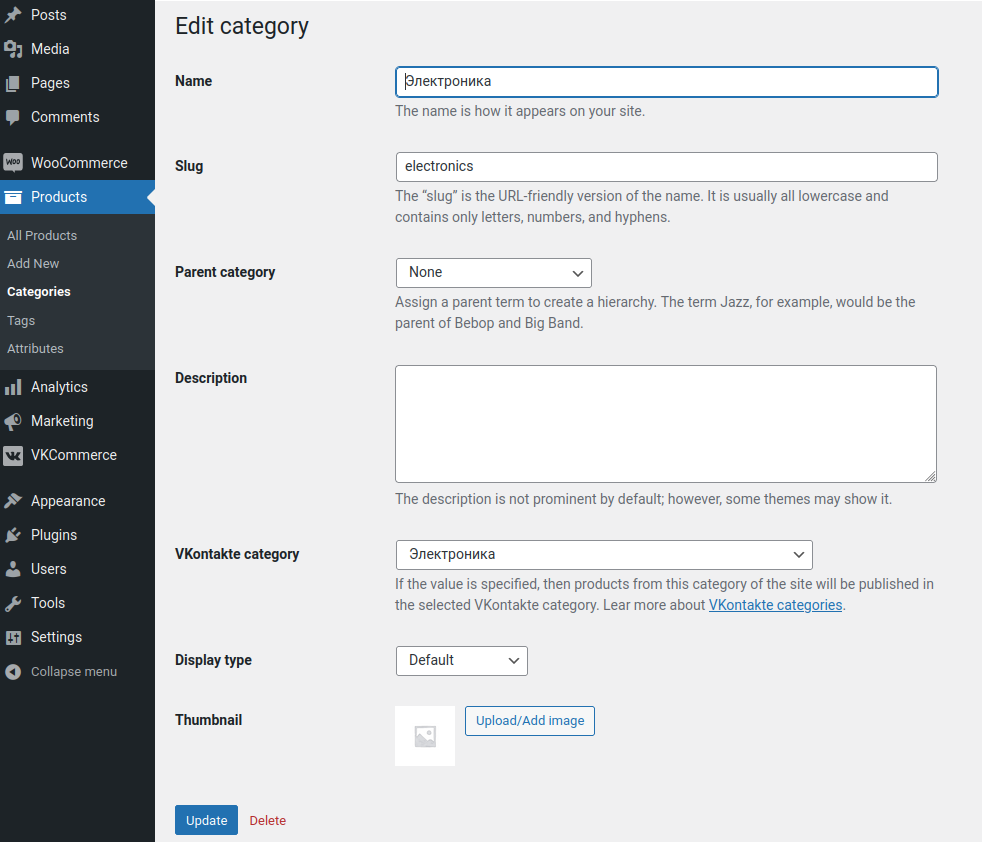 Posts
Media
Pages
Comments
WOO
WooCommerce
Products
All Products
Add New
Categories
Tags
Attributes
Analytics
Marketing
VKCommerce
Appearance
Plugins
Users
Tools
Settings
Collapse menu
Edit category
Name
Электроника
The name is how it appears on your site.
Slug
electronics
The “slug” is the URL-friendly version of the name. It is usually all lowercase and
contains only letters, numbers, and hyphens.
Parent category
None
Assign a parent term to create a hierarchy. The term Jazz, for example, would be the
parent of Bebop and Big Band.
Description
The description is not prominent by default; however, some themes may show it.
VKontakte category
Электроника
If the value is specified, then products from this category of the site will be published in
the selected VKontakte category. Lear more about VKontakte categories.
Display type
Default
Thumbnail
Upload/Add image
Update
Delete